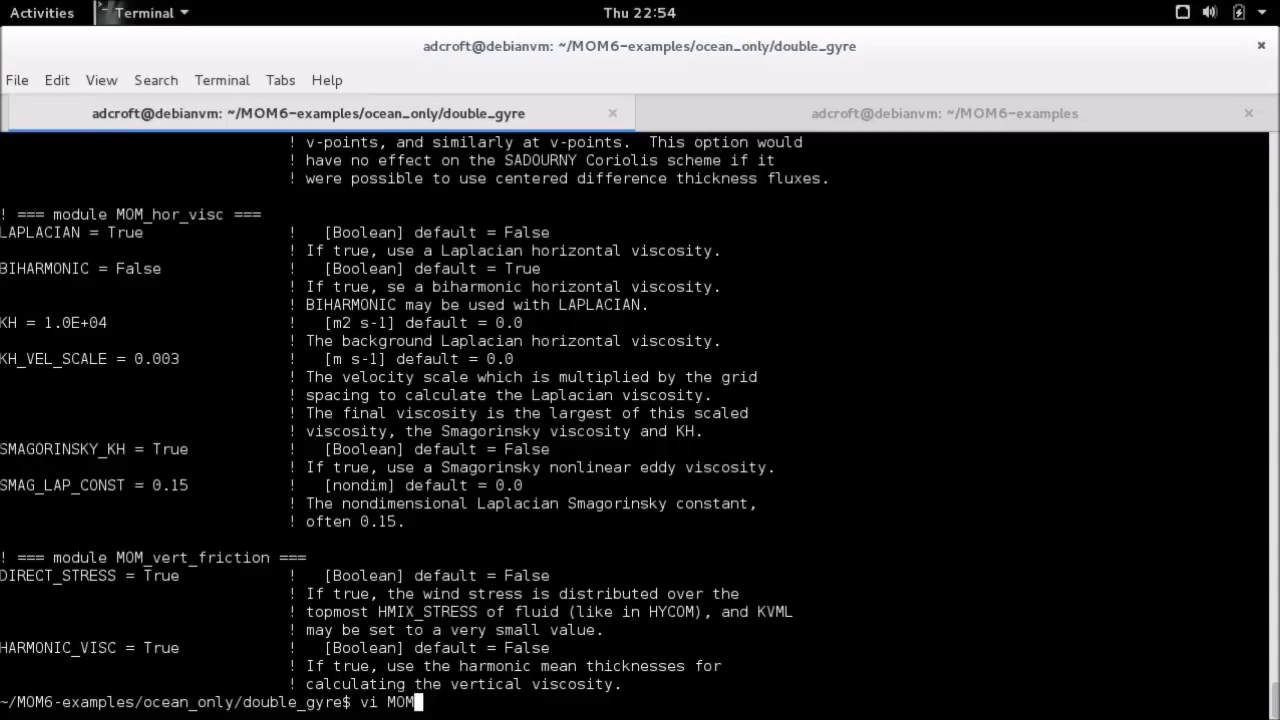 Activities Terminal Thu 22:54
adcroft@debianvm: ~/MOM6-examples/ocean_only/double_gyre ×
File Edit View Search Terminal Tabs Help
adcroft@debianvm: ~/MOM6-examples/ocean_only/double_gyre × adcroft@debianvm: ~/MOM6-examples ×
! v-points, and similarly at v-points.  This option would
! have no effect on the SADOURNY Coriolis scheme if it
! were possible to use centered difference thickness fluxes.
! === module MOM_hor_visc ===
LAPLACIAN = True                !   [Boolean] default = False
! If true, use a Laplacian horizontal viscosity.
BIHARMONIC = False              !   [Boolean] default = True
! If true, se a biharmonic horizontal viscosity.
! BIHARMONIC may be used with LAPLACIAN.
KH = 1.0E+04                    !   [m2 s-1] default = 0.0
! The background Laplacian horizontal viscosity.
KH_VEL_SCALE = 0.003            !   [m s-1] default = 0.0
! The velocity scale which is multiplied by the grid
! spacing to calculate the Laplacian viscosity.
! The final viscosity is the largest of this scaled
! viscosity, the Smagorinsky viscosity and KH.
SMAGORINSKY_KH = True           !   [Boolean] default = False
! If true, use a Smagorinsky nonlinear eddy viscosity.
SMAG_LAP_CONST = 0.15           !   [nondim] default = 0.0
! The nondimensional Laplacian Smagorinsky constant,
! often 0.15.
! === module MOM_vert_friction ===
DIRECT_STRESS = True            !   [Boolean] default = False
! If true, the wind stress is distributed over the
! topmost HMIX_STRESS of fluid (like in HYCOM), and KVML
! may be set to a very small value.
HARMONIC_VISC = True            !   [Boolean] default = False
! If true, use the harmonic mean thicknesses for
! calculating the vertical viscosity.
~/MOM6-examples/ocean_only/double_gyre$ vi MOM